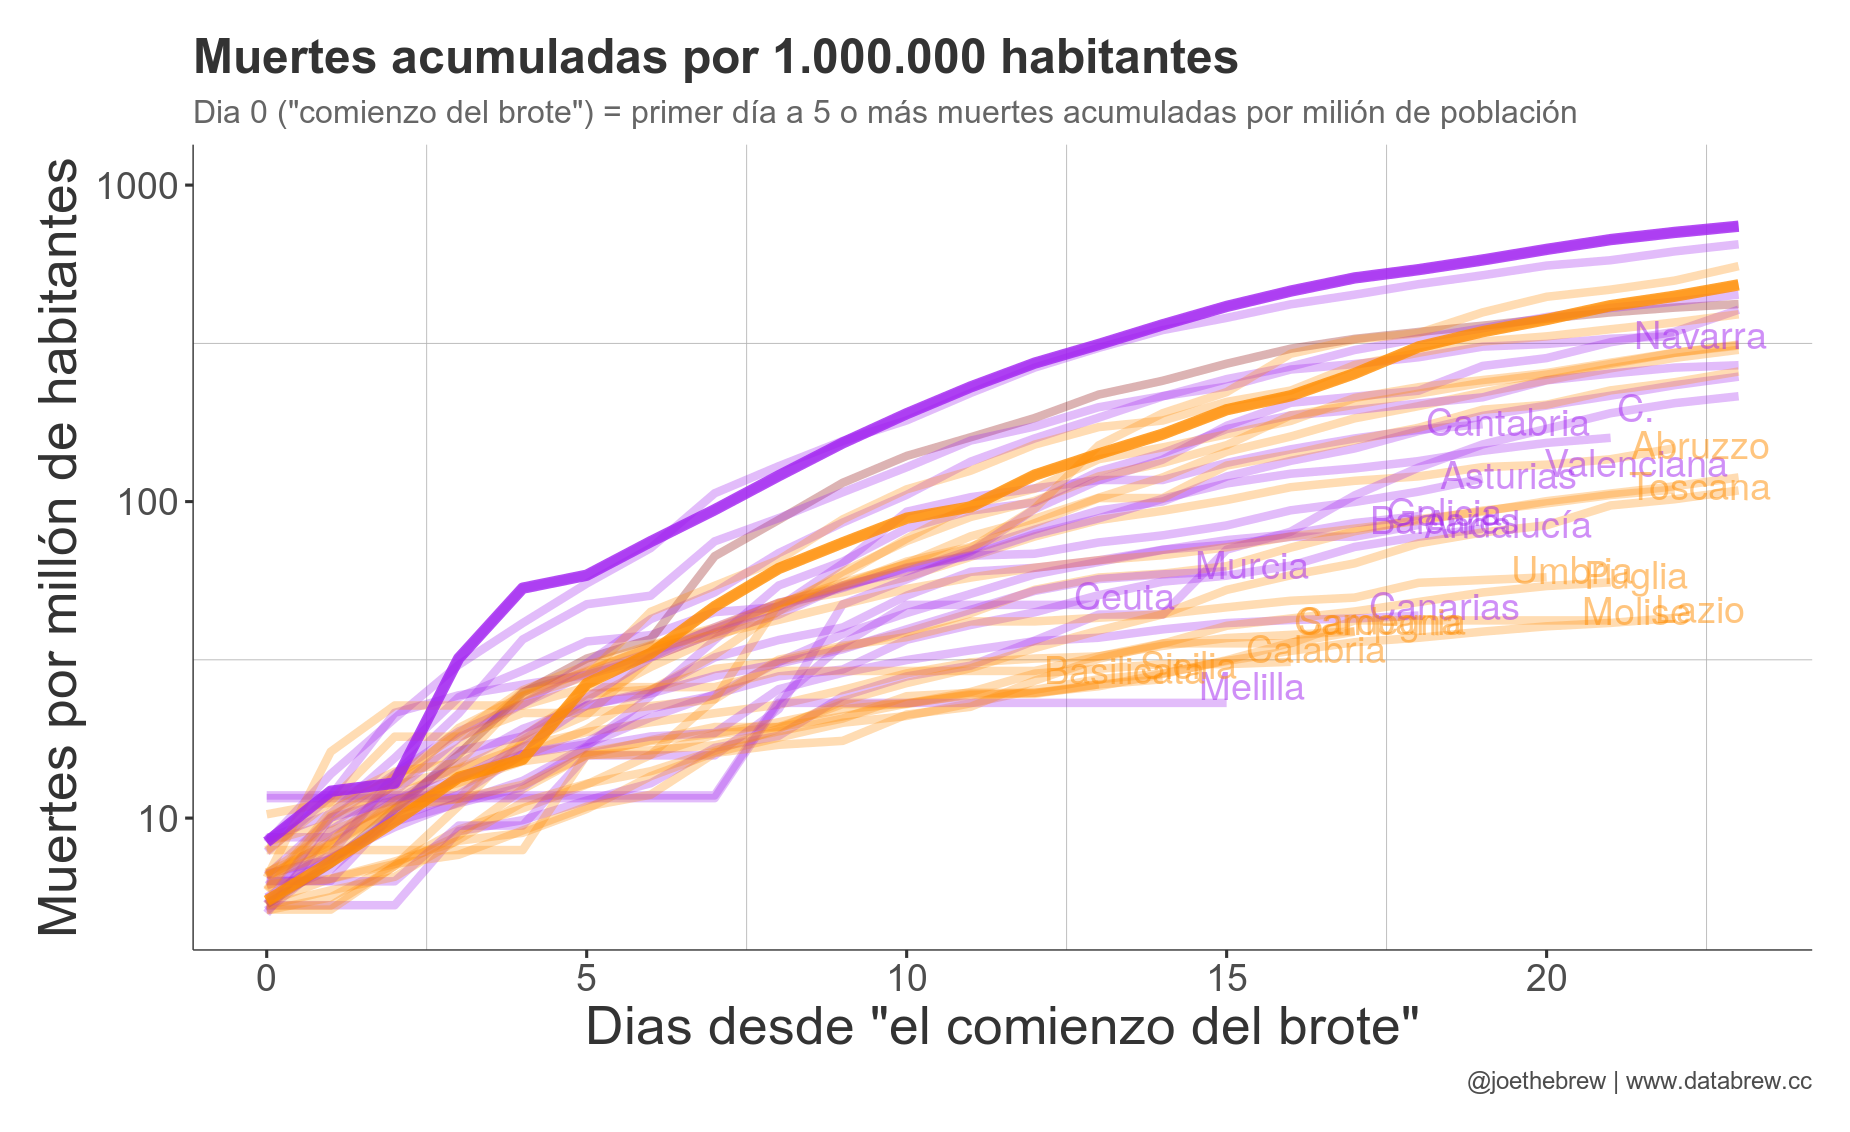 Muertes acumuladas por 1.000.000 habitantes
Dia 0 ("comienzo del brote") = primer día a 5 o más muertes acumuladas por milión de población
Muertes por millón de habitantes
1000
100
10
Navarra
C.
Cantabria
Abruzzo
Valenciana
Asturias
Toscana
Galicia
Baleares
Andalucía
Murcia
Umbria
Puglia
Ceuta
Canarias
Molise
Lazio
Sardegna
Calabria
Sicilia
Basilicata
Melilla
0
5
10
15
20
Dias desde "el comienzo del brote"
@joethebrew | www.databrew.cc